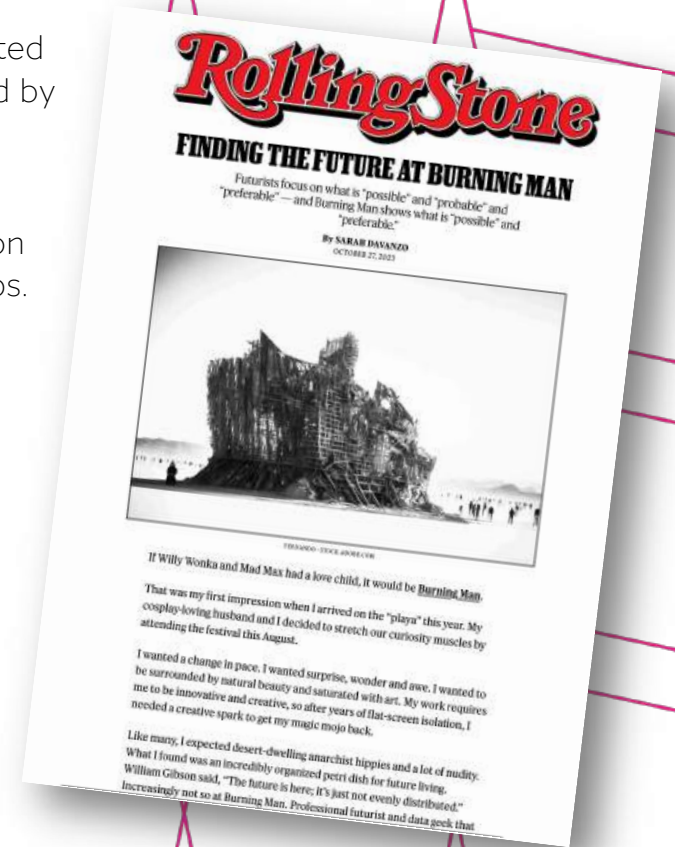 ted
d by
on
os.
RollingStone
FINDING THE FUTURE AT BURNING MAN
Futurists focus on what is "possible" and "probable" and
"preferable" — and Burning Man shows what is "possible" and
"preferable."
By SARAH DAVANZO
OCTOBER 27, 2023
FERNANDO - STOCK.ADOBE.COM
If Willy Wonka and Mad Max had a love child, it would be Burning Man.
That was my first impression when I arrived on the "playa" this year. My
cosplay-loving husband and I decided to stretch our curiosity muscles by
attending the festival this August.
I wanted a change in pace. I wanted surprise, wonder and awe. I wanted to
be surrounded by natural beauty and saturated with art. My work requires
me to be innovative and creative, so after years of flat-screen isolation, I
needed a creative spark to get my magic mojo back.
Like many, I expected desert-dwelling anarchist hippies and a lot of nudity.
What I found was an incredibly organized petri dish for future living.
William Gibson said, "The future is here; it's just not evenly distributed."
Increasingly not so at Burning Man. Professional futurist and data geek that